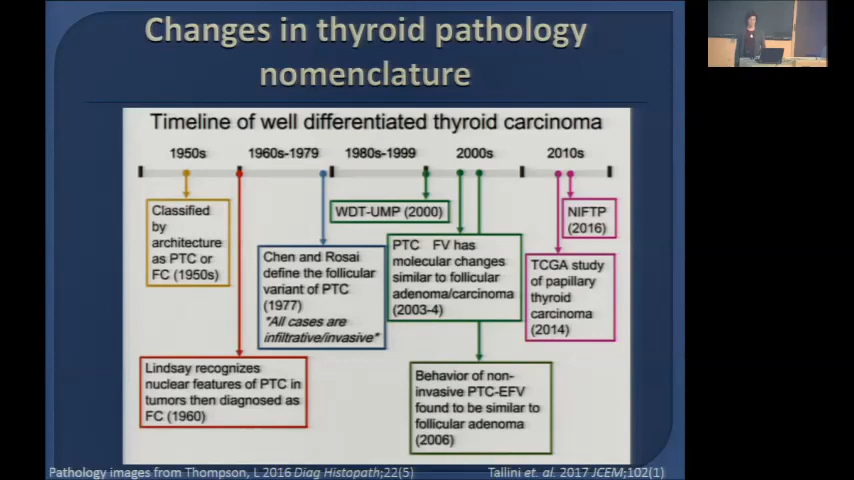 Changes in thyroid pathology
nomenclature
Timeline of well differentiated thyroid carcinoma
1950s
1960s-1979
1980s-1999
2000s
2010s
Classified
by
architecture
as PTC or
FC (1950s)
Lindsay recognizes
nuclear features of PTC in
tumors then diagnosed as
FC (1960)
Chen and Rosai
define the follicular
variant of PTC
(1977)
*All cases are
infiltrative/invasive*
WDT-UMP (2000)
PTC FV has
molecular changes
similar to follicular
adenoma/carcinoma
(2003-4)
Behavior of non-
invasive PTC-EFV
found to be similar to
follicular adenoma
(2006)
NIFTP
(2016)
TCGA study
of papillary
thyroid
carcinoma
(2014)
Pathology images from Thompson, L 2016 Diag Histopath;22(5)
Tallini et. al. 2017 JCEM;102(1)